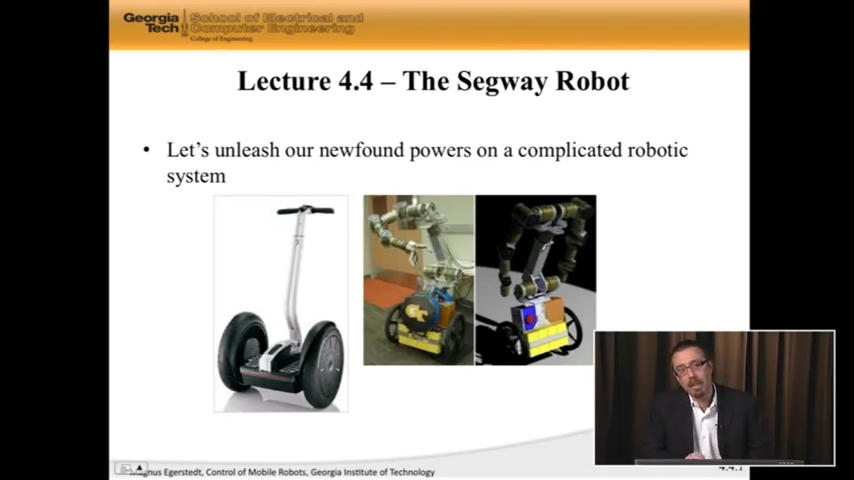 Georgia Tech
School of Electrical and
Computer Engineering
College of Engineering
Lecture 4.4 – The Segway Robot
• Let's unleash our newfound powers on a complicated robotic
system
GT
Magnus Egerstedt, Control of Mobile Robots, Georgia Institute of Technology